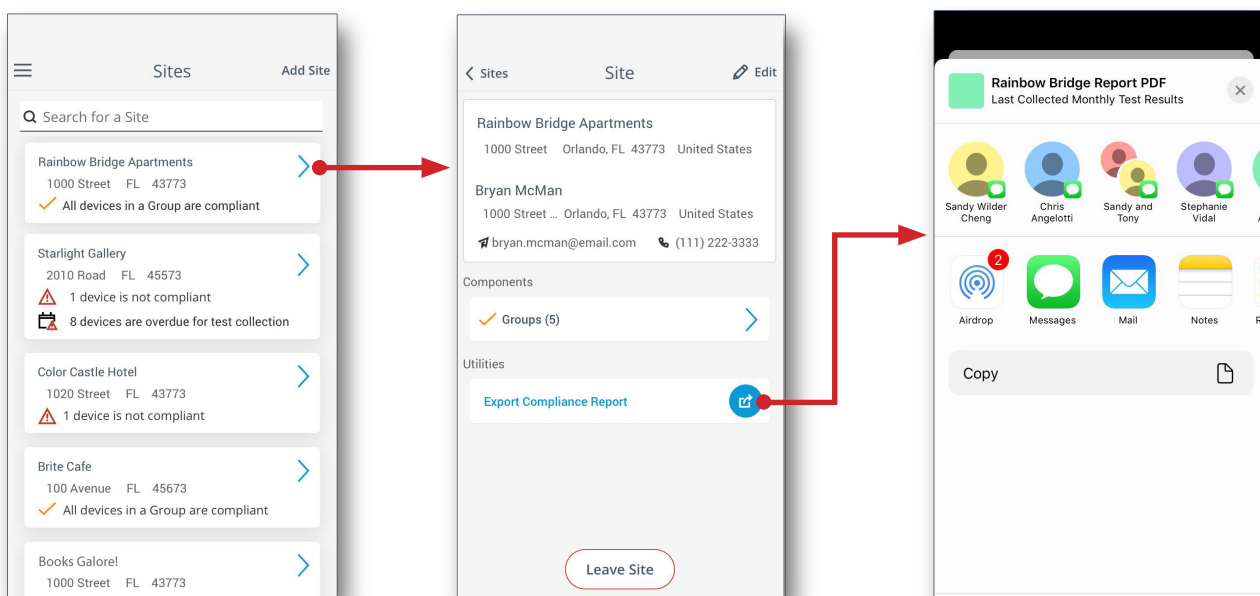 Sites
Add Site
Search for a Site
Rainbow Bridge Apartments
1000 Street FL 43773
All devices in a Group are compliant
Starlight Gallery
2010 Road FL 45573
1 device is not compliant
8 devices are overdue for test collection
Color Castle Hotel
1020 Street FL 43773
1 device is not compliant
Brite Cafe
100 Avenue FL 45673
All devices in a Group are compliant
Books Galore!
1000 Street FL 43773
Sites
Site
Edit
Rainbow Bridge Apartments
1000 Street Orlando, FL 43773 United States
Bryan McMan
1000 Street ... Orlando, FL 43773 United States
bryan.mcman@email.com (111) 222-3333
Components
Groups (5)
Utilities
Export Compliance Report
Leave Site
Rainbow Bridge Report PDF
Last Collected Monthly Test Results
Sandy Wilder
Cheng
Chris
Angelotti
Sandy and
Tony
Stephanie
Vidal
2
Airdrop
Messages
Mail
Notes
Copy